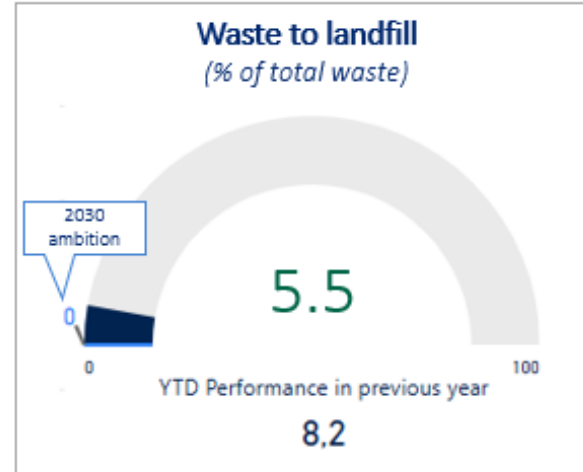 Waste to landfill
(% of total waste)
2030
ambition
0
5.5
0
100
YTD Performance in previous year
8,2